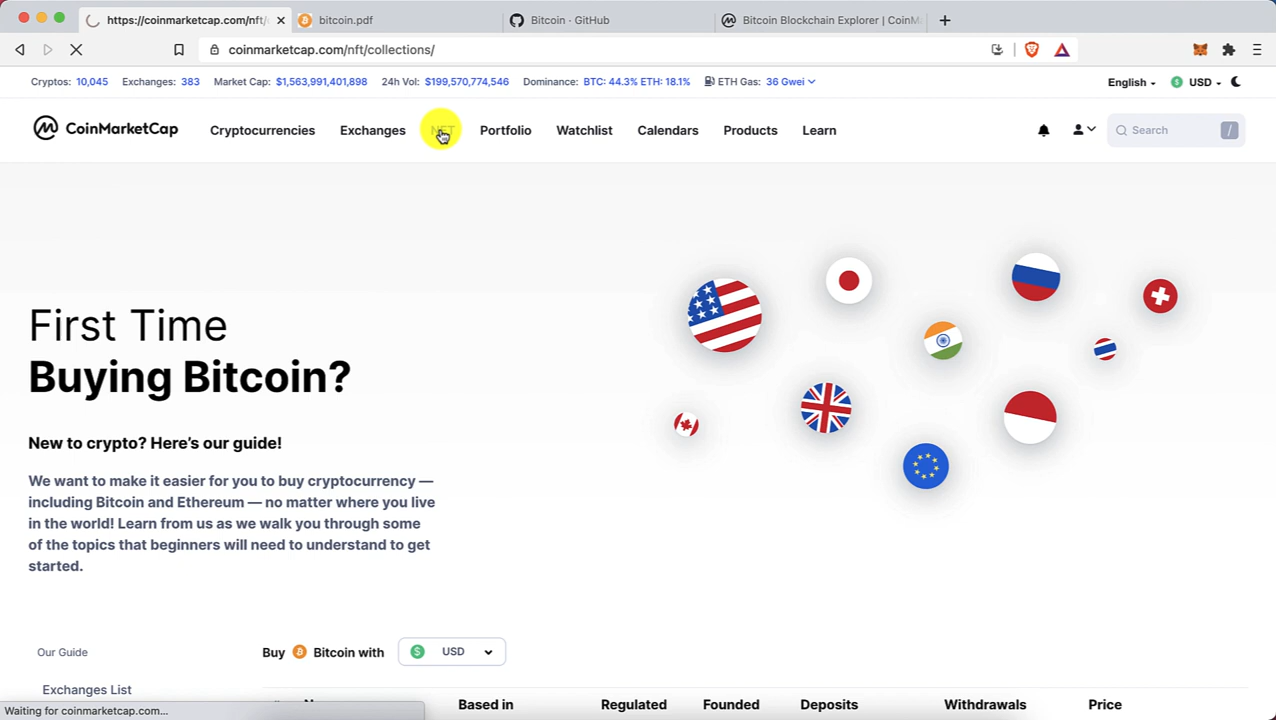 https://coinmarketcap.com/nft/
bitcoin.pdf
Bitcoin · GitHub
Bitcoin Blockchain Explorer | CoinM
coinmarketcap.com/nft/collections/
Cryptos: 10,045 Exchanges: 383 Market Cap: $1,563,991,401,898 24h Vol: $199,570,774,546 Dominance: BTC: 44.3% ETH: 18.1% ETH Gas: 36 Gwei
English USD
CoinMarketCap
Cryptocurrencies Exchanges NFT Portfolio Watchlist Calendars Products Learn
Search /
First Time
Buying Bitcoin?
New to crypto? Here's our guide!
We want to make it easier for you to buy cryptocurrency —
including Bitcoin and Ethereum — no matter where you live
in the world! Learn from us as we walk you through some
of the topics that beginners will need to understand to get
started.
Our Guide
Exchanges List
Buy Bitcoin with USD
Based in Regulated Founded Deposits Withdrawals Price
Waiting for coinmarketcap.com...